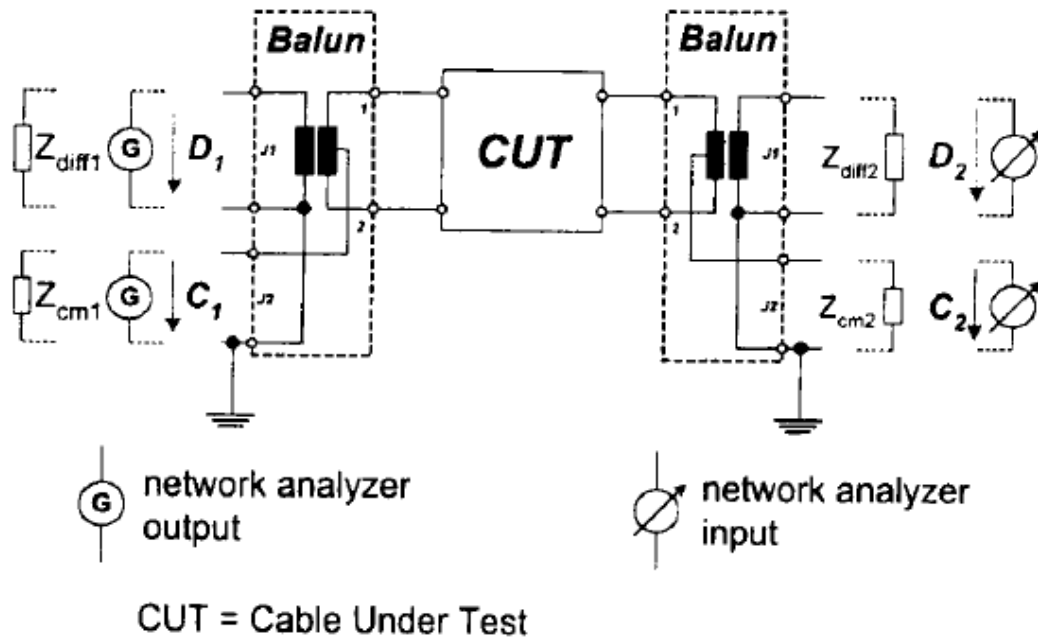 Balun Balun
1 1
Z_diff1 G D_1 J1 CUT J1 Z_diff2 D_2
2 2
Z_cm1 G C_1 J2 J2 Z_cm2 C_2
G network analyzer output
network analyzer input
CUT = Cable Under Test